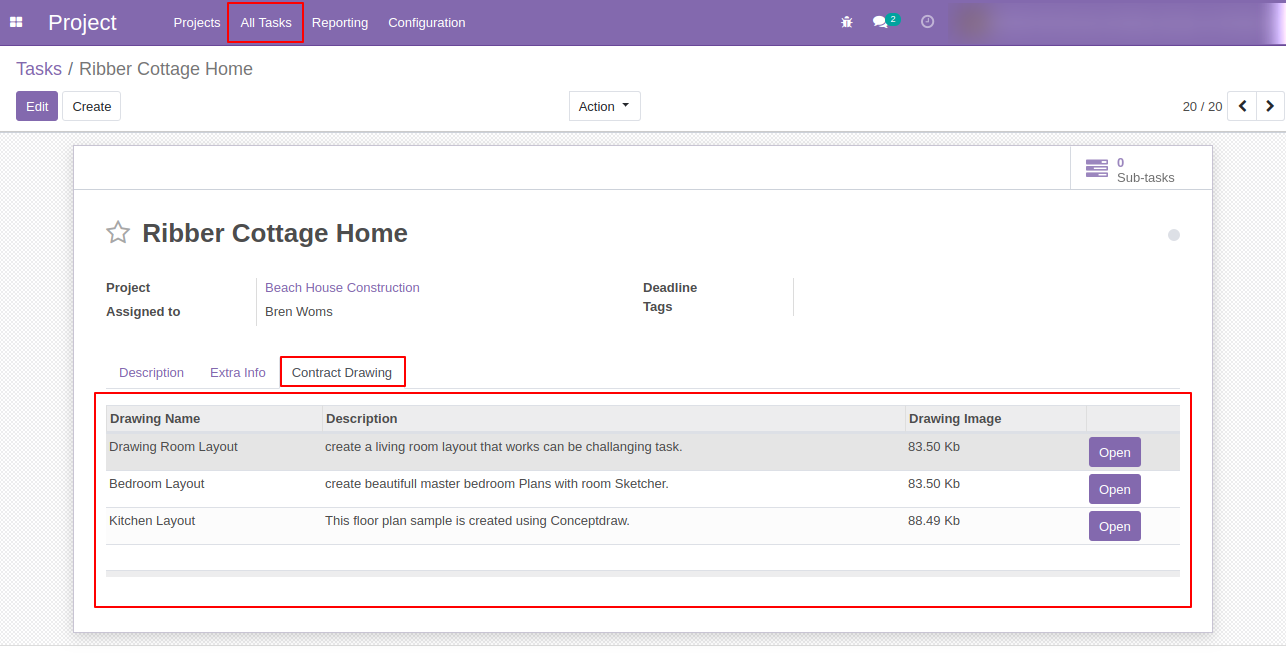 Project Projects All Tasks Reporting Configuration 2
Tasks / Ribber Cottage Home
Edit Create Action 20 / 20
0
Sub-tasks
Ribber Cottage Home
Project Beach House Construction Deadline
Assigned to Bren Woms Tags
Description Extra Info Contract Drawing
Drawing Name Description Drawing Image
Drawing Room Layout create a living room layout that works can be challanging task. 83.50 Kb Open
Bedroom Layout create beautifull master bedroom Plans with room Sketcher. 83.50 Kb Open
Kitchen Layout This floor plan sample is created using Conceptdraw. 88.49 Kb Open